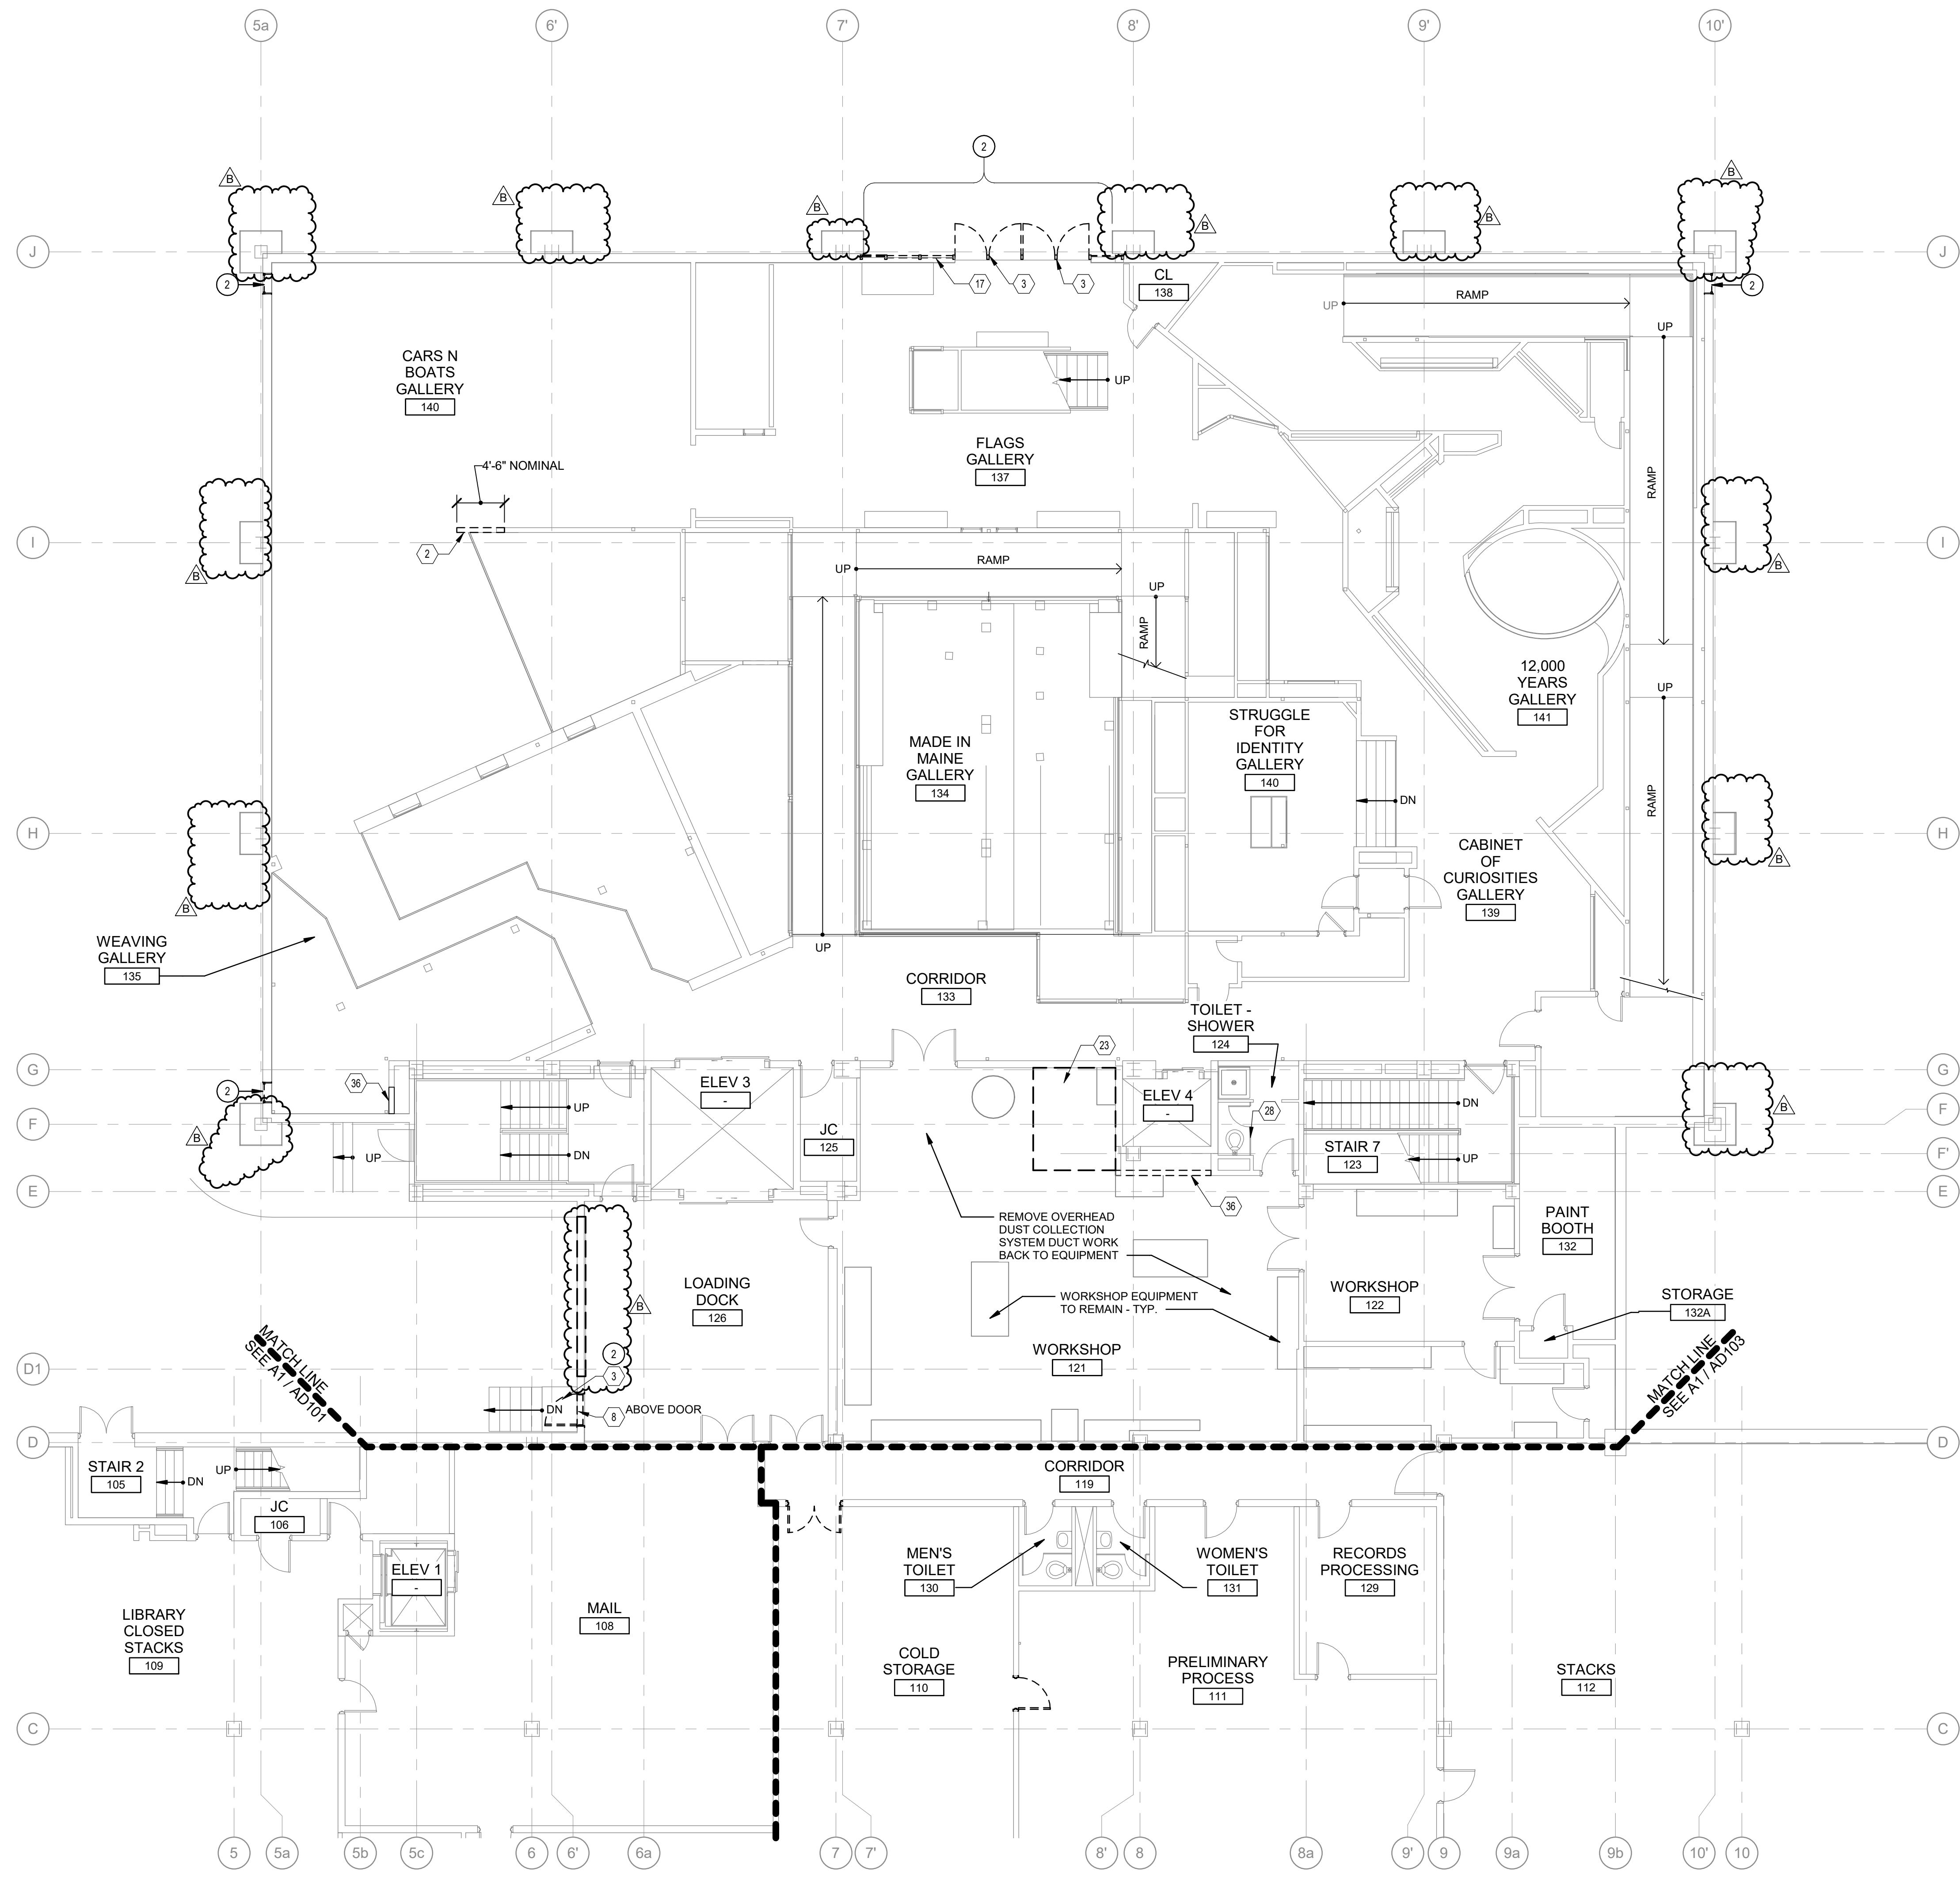 5a
6'
7'
8'
9'
10'
2
B
B
B
B
B
B
J
J
2
17
3
3
2
CL
138
RAMP
UP
UP
CARS N
BOATS
GALLERY
140
UP
FLAGS
GALLERY
137
4'-6" NOMINAL
RAMP
I
2
B
I
B
UP
RAMP
UP
RAMP
12,000
YEARS
GALLERY
141
UP
STRUGGLE
FOR
IDENTITY
GALLERY
140
MADE IN
MAINE
GALLERY
134
DN
RAMP
H
H
B
B
CABINET
OF
CURIOSITIES
GALLERY
139
WEAVING
GALLERY
135
UP
CORRIDOR
133
TOILET -
SHOWER
124
G
23
G
36
ELEV 3
-
ELEV 4
-
2
UP
28
DN
F
B
B
F
JC
125
UP
DN
STAIR 7
123
UP
F'
E
36
E
REMOVE OVERHEAD
DUST COLLECTION
SYSTEM DUCT WORK
BACK TO EQUIPMENT
PAINT
BOOTH
132
LOADING
DOCK
126
B
WORKSHOP EQUIPMENT
TO REMAIN - TYP.
WORKSHOP
122
STORAGE
132A
MATCH LINE
SEE A1 / AD101
2
3
WORKSHOP
121
MATCH LINE
SEE A1 / AD103
D1
DN
8
ABOVE DOOR
D
D
STAIR 2
105
DN
UP
CORRIDOR
119
JC
106
ELEV 1
-
MEN'S
TOILET
130
WOMEN'S
TOILET
131
RECORDS
PROCESSING
129
LIBRARY
CLOSED
STACKS
109
MAIL
108
COLD
STORAGE
110
PRELIMINARY
PROCESS
111
STACKS
112
C
C
5
5a
5b
5c
6
6'
6a
7
7'
8'
8
8a
9'
9
9a
9b
10'
10